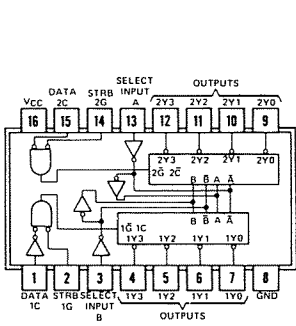 DATA STRB SELECT INPUT OUTPUTS
VCC 2C 2G A 2Y3 2Y2 2Y1 2Y0
16 15 14 13 12 11 10 9
2Y3 2Y2 2Y1 2Y0
2G̅ 2C̅
B B̅ A A̅
B B̅ A A̅
1G̅ 1C
1Y3 1Y2 1Y1 1Y0
1 2 3 4 5 6 7 8
DATA STRB SELECT 1Y3 1Y2 1Y1 1Y0 GND
1C 1G INPUT OUTPUTS
B